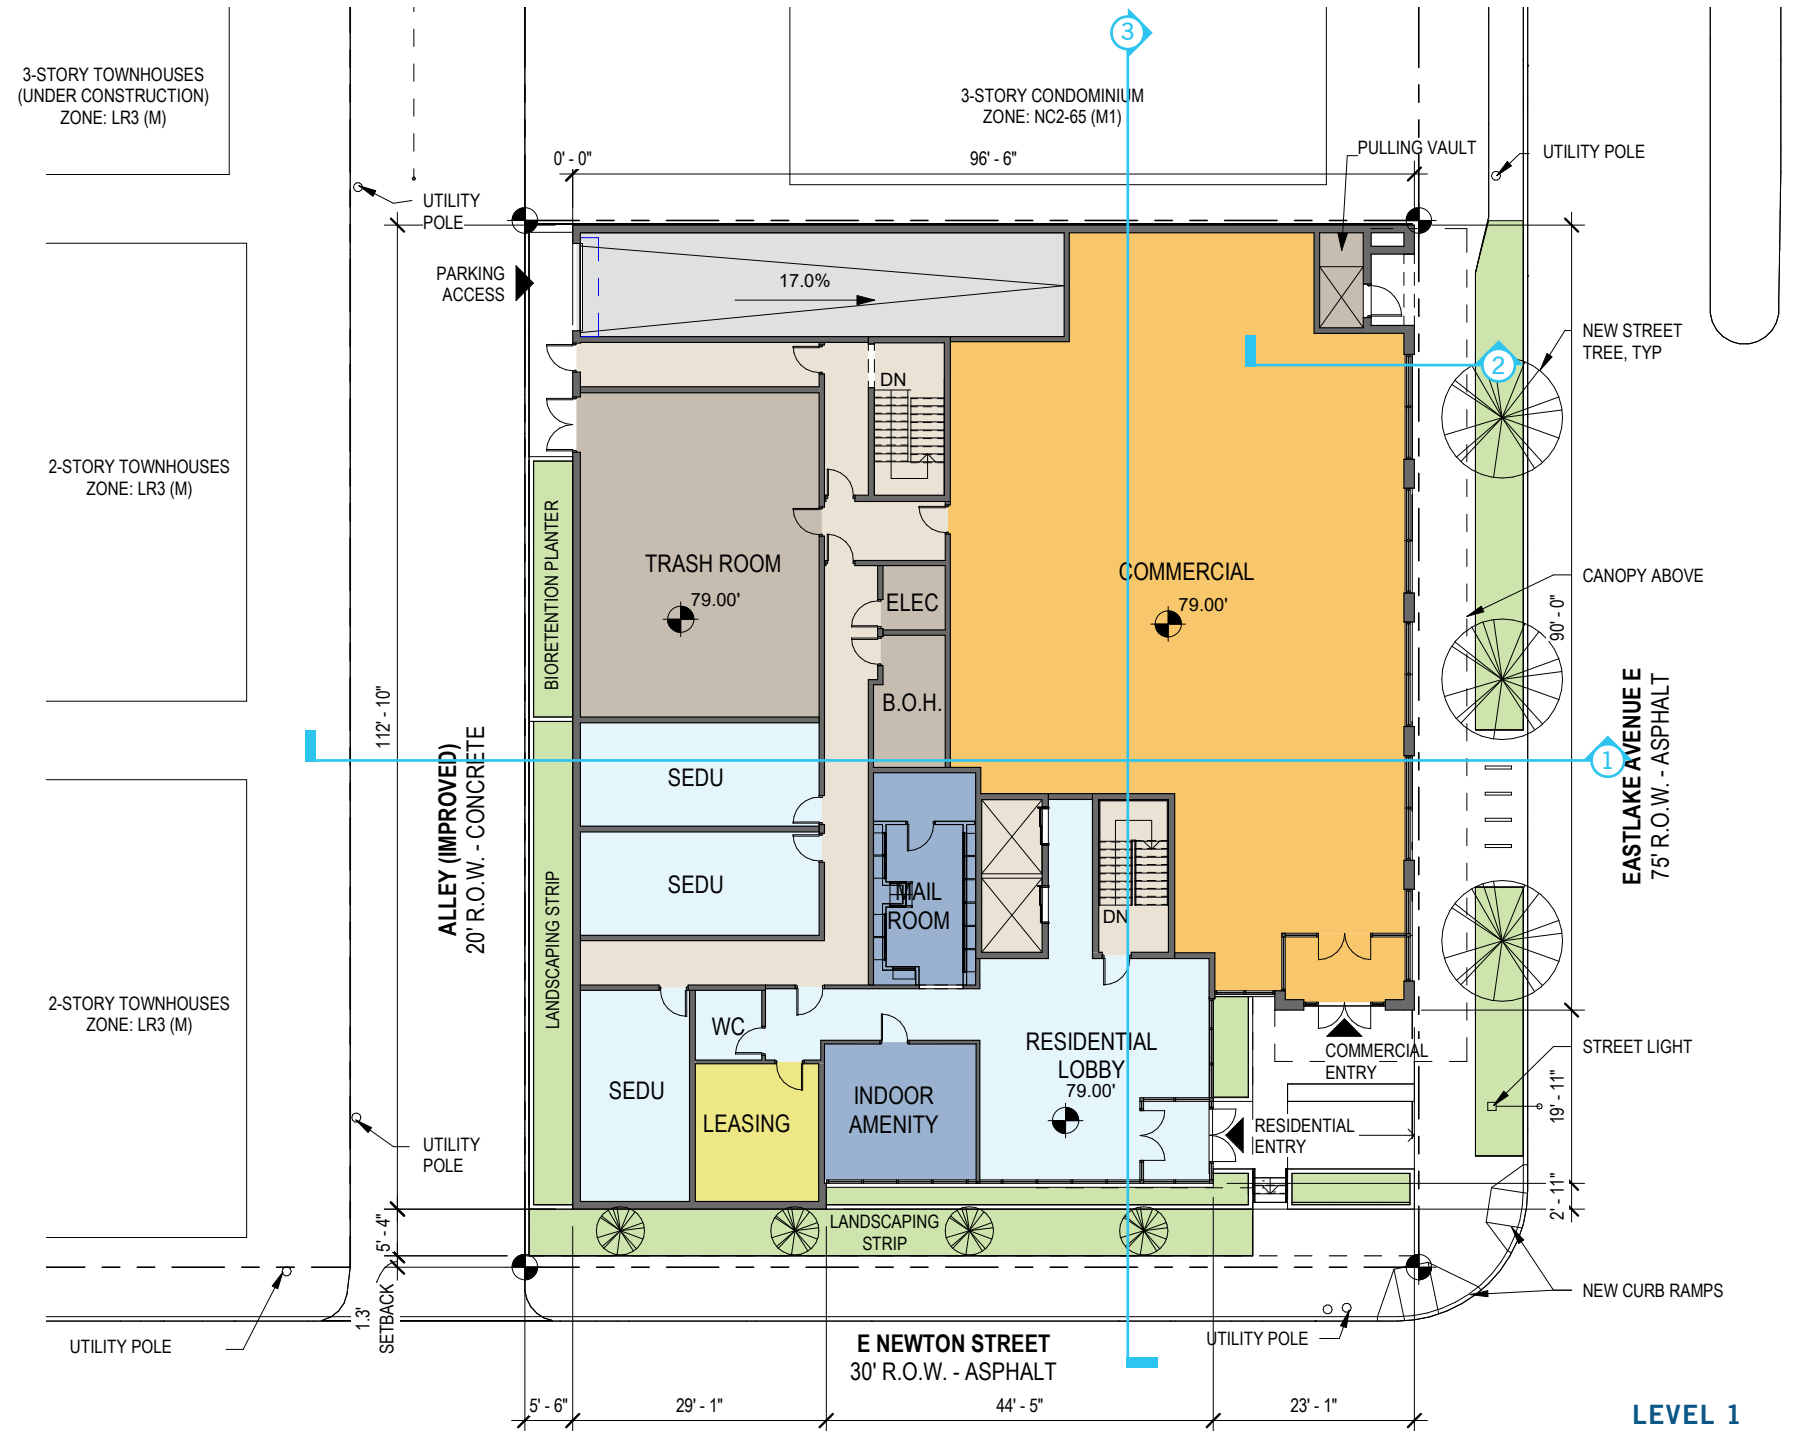 3
3-STORY TOWNHOUSES
(UNDER CONSTRUCTION)
ZONE: LR3 (M)
3-STORY CONDOMINIUM
ZONE: NC2-65 (M1)
0' - 0"
96' - 6"
PULLING VAULT
UTILITY POLE
UTILITY
POLE
PARKING
ACCESS
17.0%
NEW STREET
TREE, TYP
2
DN
2-STORY TOWNHOUSES
ZONE: LR3 (M)
BIORETENTION PLANTER
TRASH ROOM
79.00'
ELEC
COMMERCIAL
79.00'
CANOPY ABOVE
90' - 0"
B.O.H.
112' - 10"
ALLEY (IMPROVED)
20' R.O.W. - CONCRETE
EASTLAKE AVENUE E
75' R.O.W. - ASPHALT
1
SEDU
SEDU
MAIL
ROOM
DN
LANDSCAPING STRIP
2-STORY TOWNHOUSES
ZONE: LR3 (M)
WC
RESIDENTIAL
LOBBY
79.00'
COMMERCIAL
ENTRY
STREET LIGHT
SEDU
LEASING
INDOOR
AMENITY
RESIDENTIAL
ENTRY
19' - 11"
UTILITY
POLE
2' - 11"
LANDSCAPING
STRIP
5' - 4"
1.3'
SETBACK
NEW CURB RAMPS
UTILITY POLE
UTILITY POLE
E NEWTON STREET
30' R.O.W. - ASPHALT
5' - 6"
29' - 1"
44' - 5"
23' - 1"
LEVEL 1